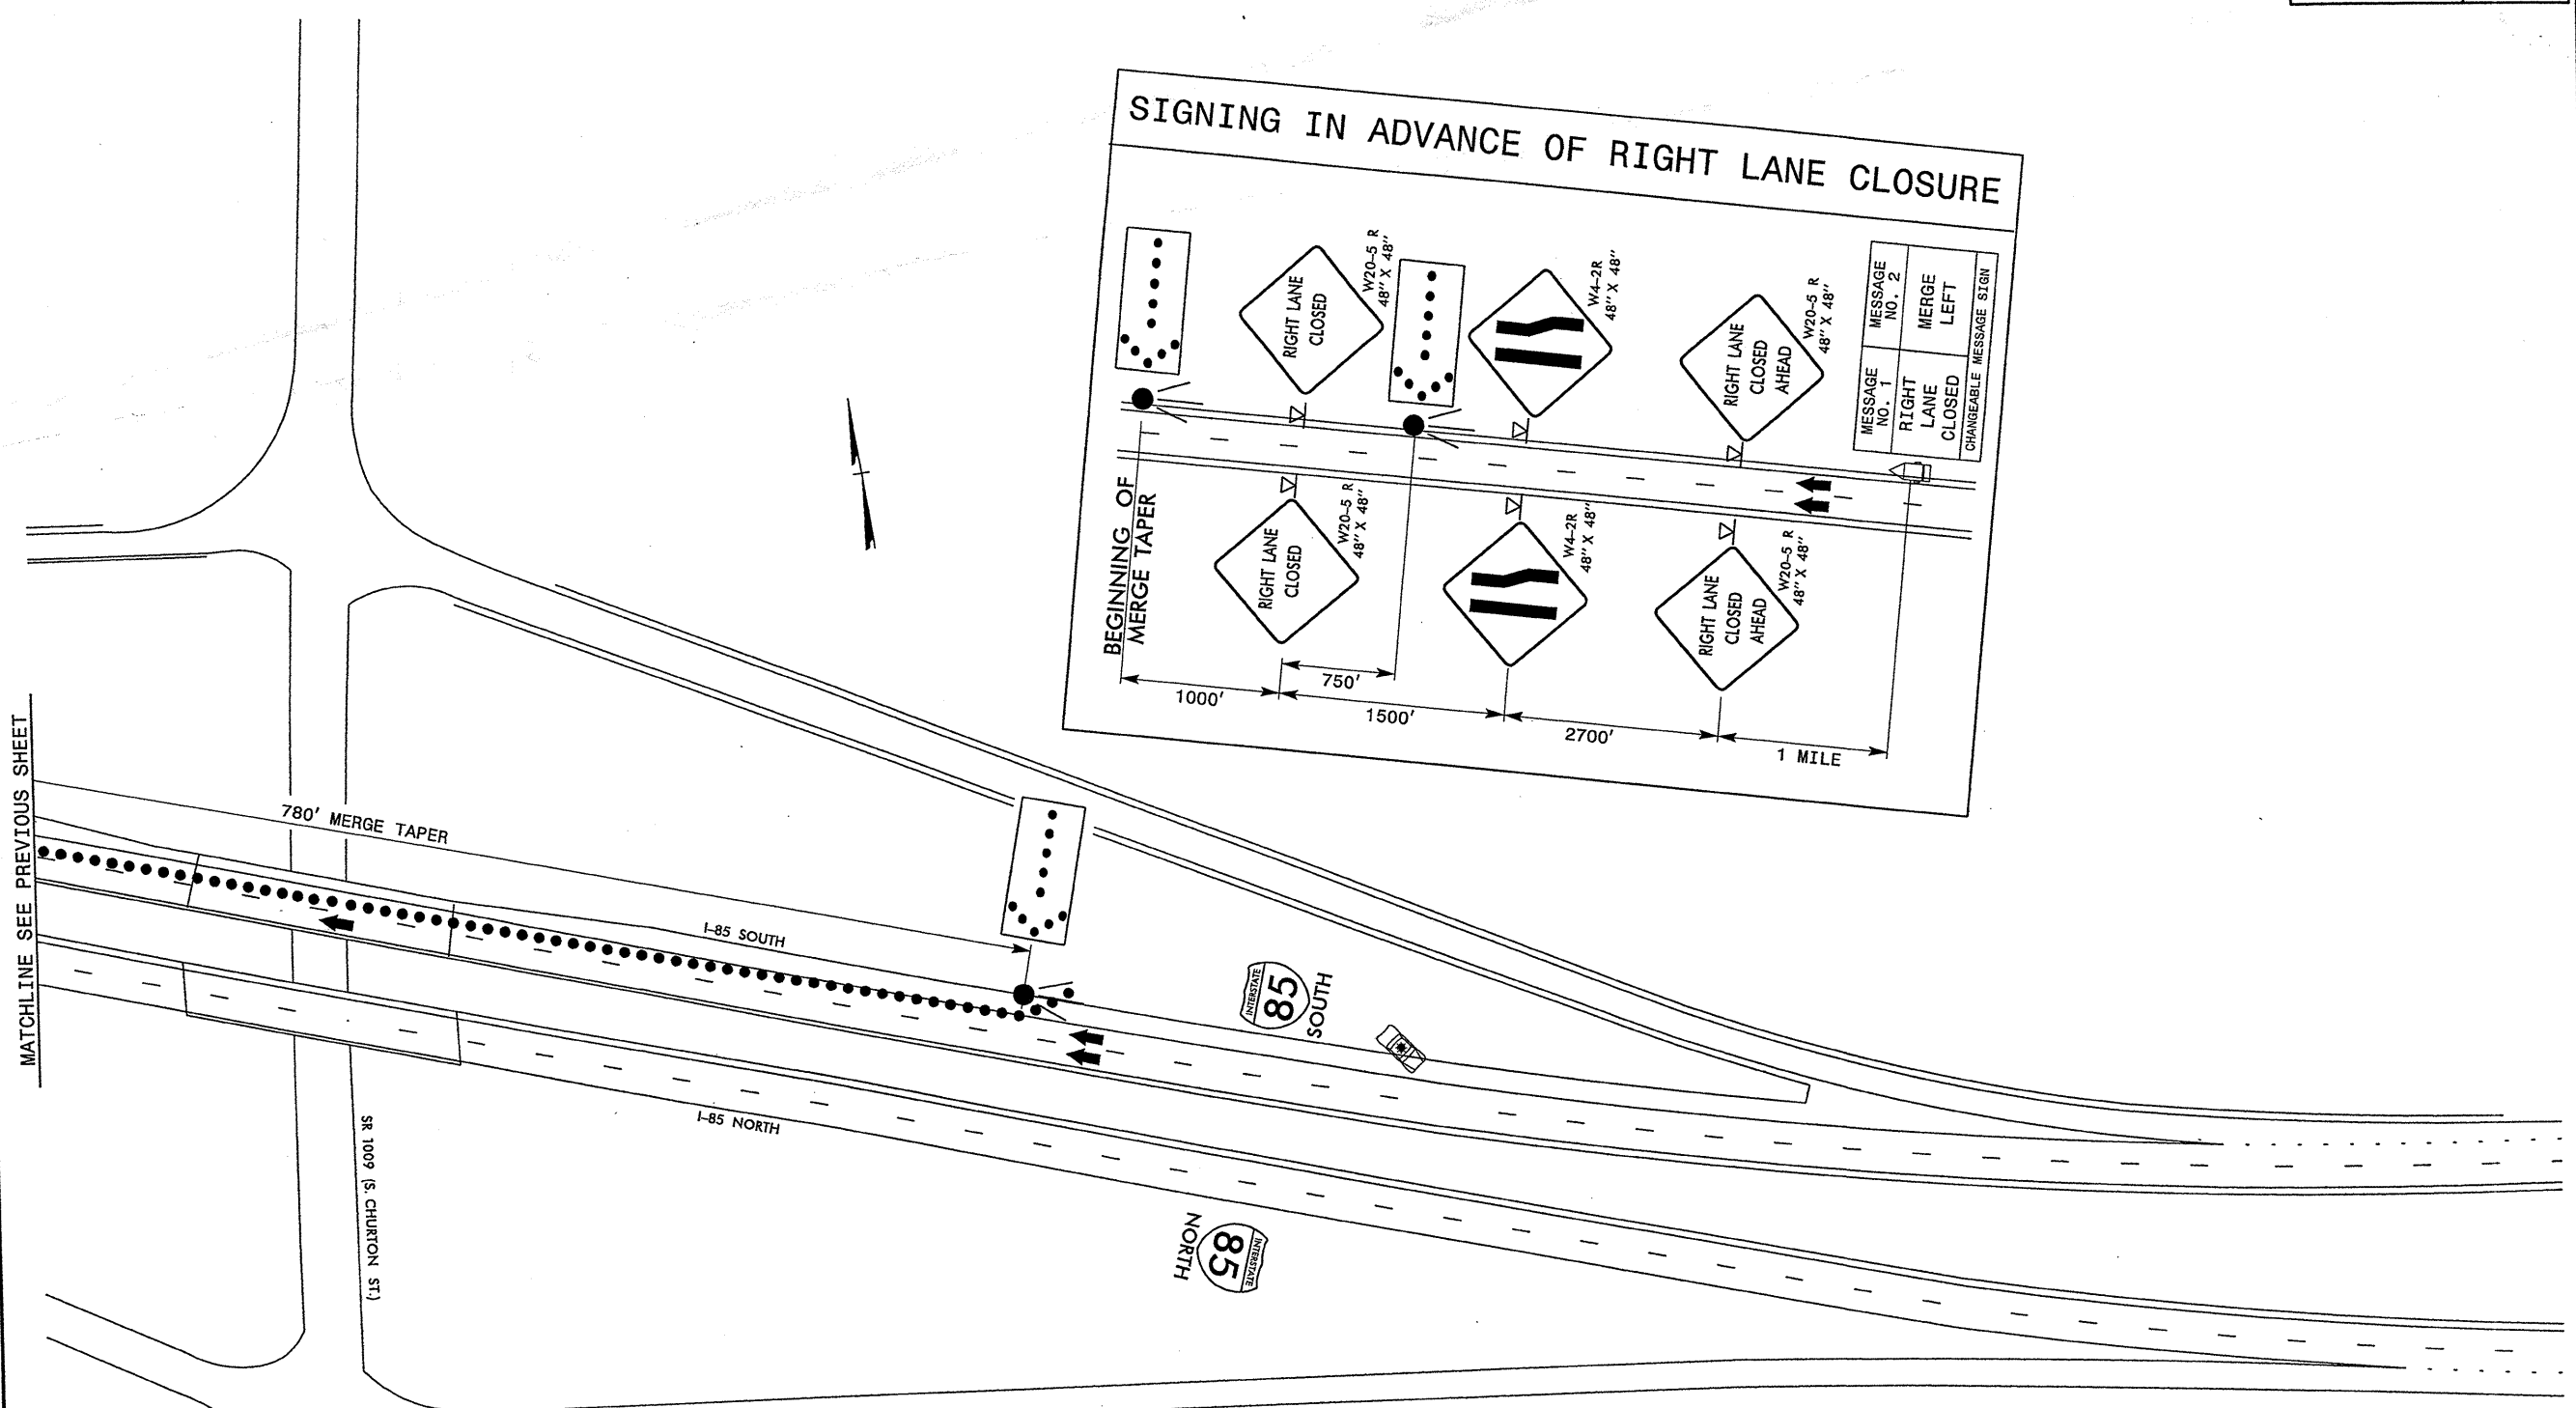 SIGNING IN ADVANCE OF RIGHT LANE CLOSURE
RIGHT LANE
CLOSED
W20-5 R
48" X 48"
W4-2R
48" X 48"
RIGHT LANE
CLOSED
AHEAD
W20-5 R
48" X 48"
MESSAGE
NO. 1
MESSAGE
NO. 2
RIGHT
LANE
CLOSED
MERGE
LEFT
CHANGEABLE MESSAGE SIGN
BEGINNING OF
MERGE TAPER
RIGHT LANE
CLOSED
W20-5 R
48" X 48"
W4-2R
48" X 48"
RIGHT LANE
CLOSED
AHEAD
W20-5 R
48" X 48"
750'
1000'
1500'
2700'
1 MILE
MATCHLINE SEE PREVIOUS SHEET
780' MERGE TAPER
I-85 SOUTH
INTERSTATE
85
SOUTH
I-85 NORTH
SR 1009 (S. CHURTON ST.)
INTERSTATE
85
NORTH